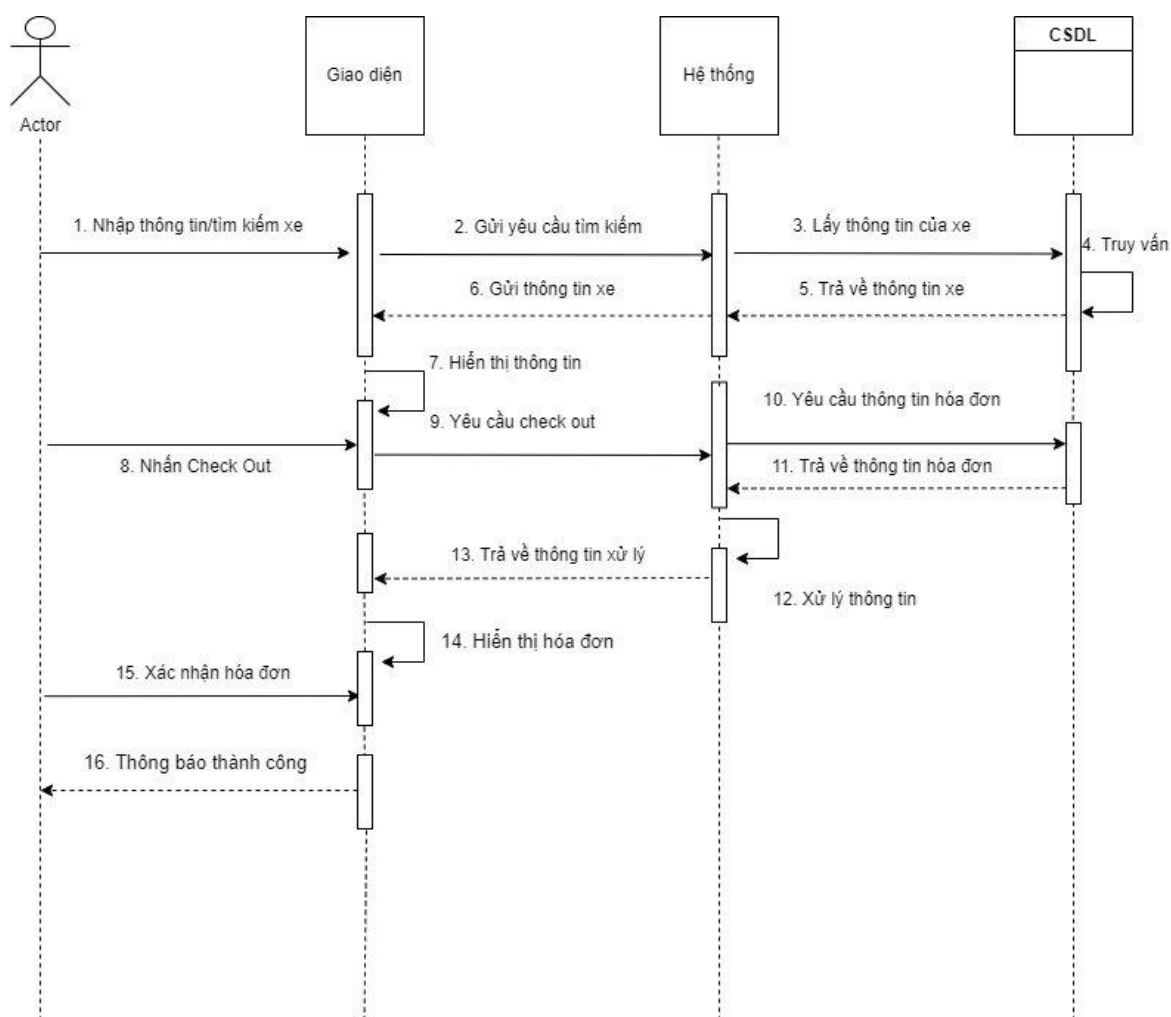 CSDL
Giao diện
Hệ thống
Actor
1. Nhập thông tin/tìm kiếm xe
2. Gửi yêu cầu tìm kiếm
3. Lấy thông tin của xe
4. Truy vấn
6. Gửi thông tin xe
5. Trả về thông tin xe
7. Hiển thị thông tin
10. Yêu cầu thông tin hóa đơn
9. Yêu cầu check out
8. Nhấn Check Out
11. Trả về thông tin hóa đơn
13. Trả về thông tin xử lý
12. Xử lý thông tin
14. Hiển thị hóa đơn
15. Xác nhận hóa đơn
16. Thông báo thành công